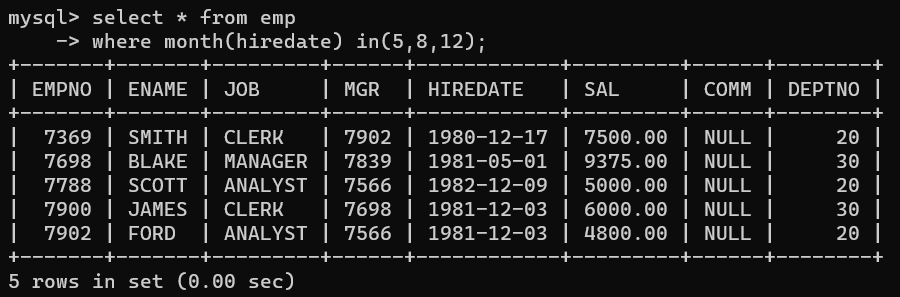 mysql> select * from emp
    -> where month(hiredate) in(5,8,12);
+-------+-------+---------+------+------------+---------+------+--------+
| EMPNO | ENAME | JOB     | MGR  | HIREDATE   | SAL     | COMM | DEPTNO |
+-------+-------+---------+------+------------+---------+------+--------+
|  7369 | SMITH | CLERK   | 7902 | 1980-12-17 | 7500.00 | NULL |     20 |
|  7698 | BLAKE | MANAGER | 7839 | 1981-05-01 | 9375.00 | NULL |     30 |
|  7788 | SCOTT | ANALYST | 7566 | 1982-12-09 | 5000.00 | NULL |     20 |
|  7900 | JAMES | CLERK   | 7698 | 1981-12-03 | 6000.00 | NULL |     30 |
|  7902 | FORD  | ANALYST | 7566 | 1981-12-03 | 4800.00 | NULL |     20 |
+-------+-------+---------+------+------------+---------+------+--------+
5 rows in set (0.00 sec)